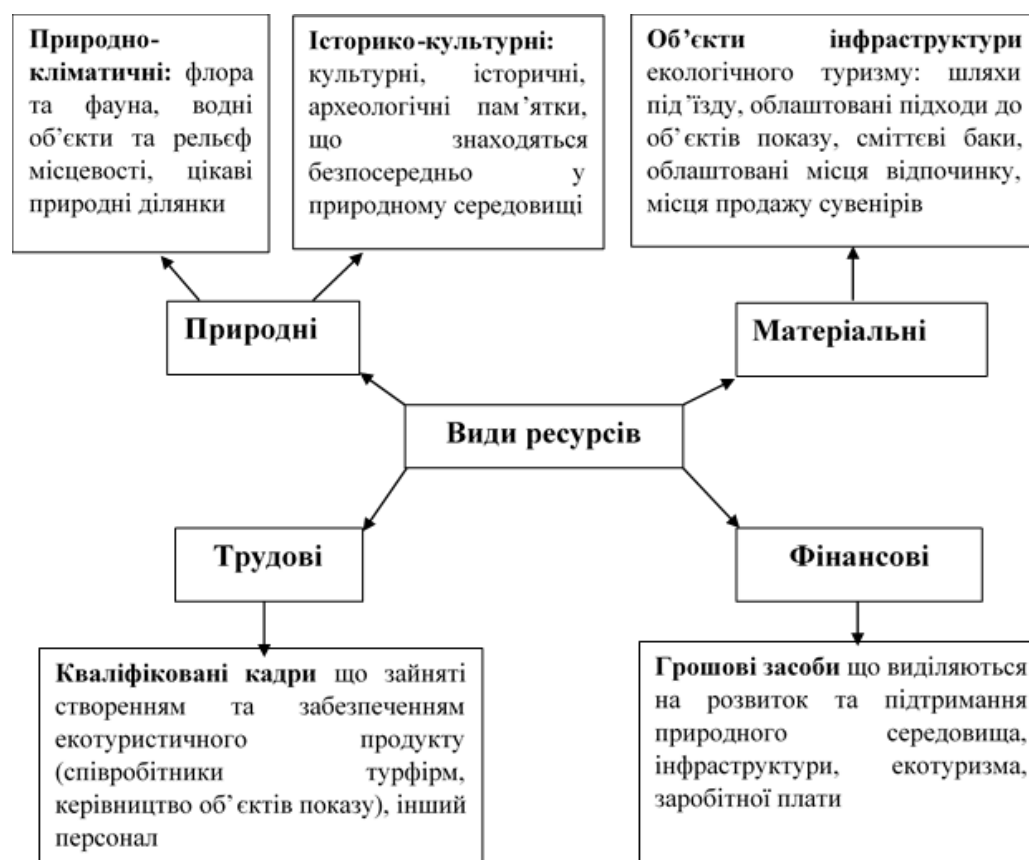 Природно-
кліматичні: флора
та фауна, водні
об’єкти та рельєф
місцевості, цікаві
природні ділянки
Історико-культурні:
культурні, історичні,
археологічні пам’ятки,
що знаходяться
безпосередньо у
природному середовищі
Об’єкти інфраструктури
екологічного туризму: шляхи
під’їзду, облаштовані підходи до
об’єктів показу, сміттєві баки,
облаштовані місця відпочинку,
місця продажу сувенірів
Природні
Матеріальні
Види ресурсів
Трудові
Фінансові
Кваліфіковані кадри що зайняті
створенням та забезпеченням
екотуристичного продукту
(співробітники турфірм,
керівництво об’єктів показу), інший
персонал
Грошові засоби що виділяються
на розвиток та підтримання
природного середовища,
інфраструктури, екотуризма,
заробітної плати